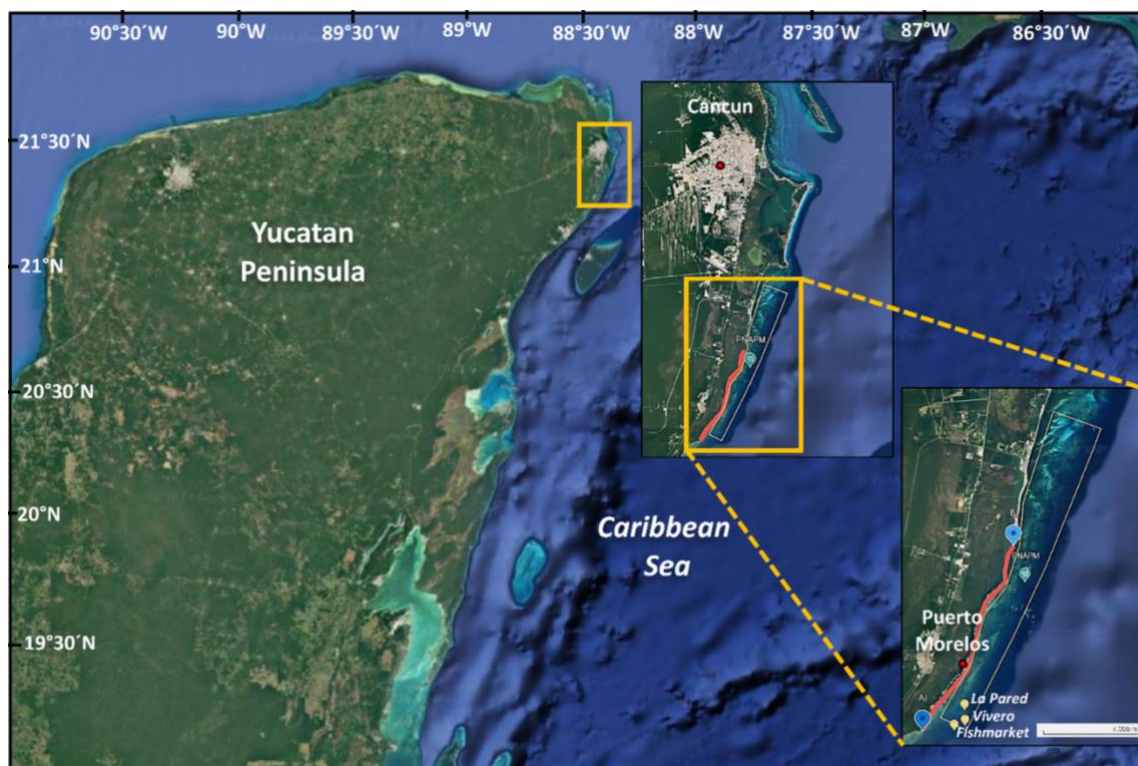 90°30´W 90°W 89°30´W 89°W 88°30´W 88°W 87°30´W 87°W 86°30´W
21°30´N
21°N
20°30´N
20°N
19°30´N
Yucatan
Peninsula
Caribbean
Sea
Cancun
PNAPM
PNAPM
Puerto
Morelos
La Pared
Vivero
Fishmarket